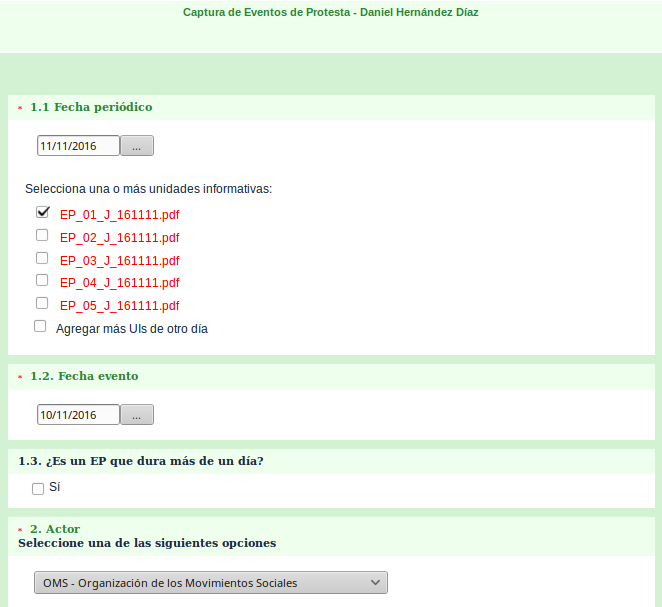 Captura de Eventos de Protesta - Daniel Hernández Díaz
* 1.1 Fecha periódico
11/11/2016 ...
Selecciona una o más unidades informativas:
EP_01_J_161111.pdf
EP_02_J_161111.pdf
EP_03_J_161111.pdf
EP_04_J_161111.pdf
EP_05_J_161111.pdf
Agregar más UIs de otro día
* 1.2. Fecha evento
10/11/2016 ...
1.3. ¿Es un EP que dura más de un día?
Sí
* 2. Actor
Seleccione una de las siguientes opciones
OMS - Organización de los Movimientos Sociales